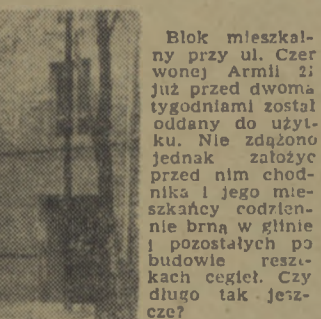 Blok mieszkal-
ny przy ul. Czer
wonej Armii
już przed dwoma
tygodniami został
oddany do użyt-
ku. Nie zdążono
jednak założyć
przed nim chod-
nika i jego mie-
szkańcy codzien-
nie brną w glinie
i pozostałych po
budowie reszt-
kach cegieł. Czy
długo tak jesz-
cze?